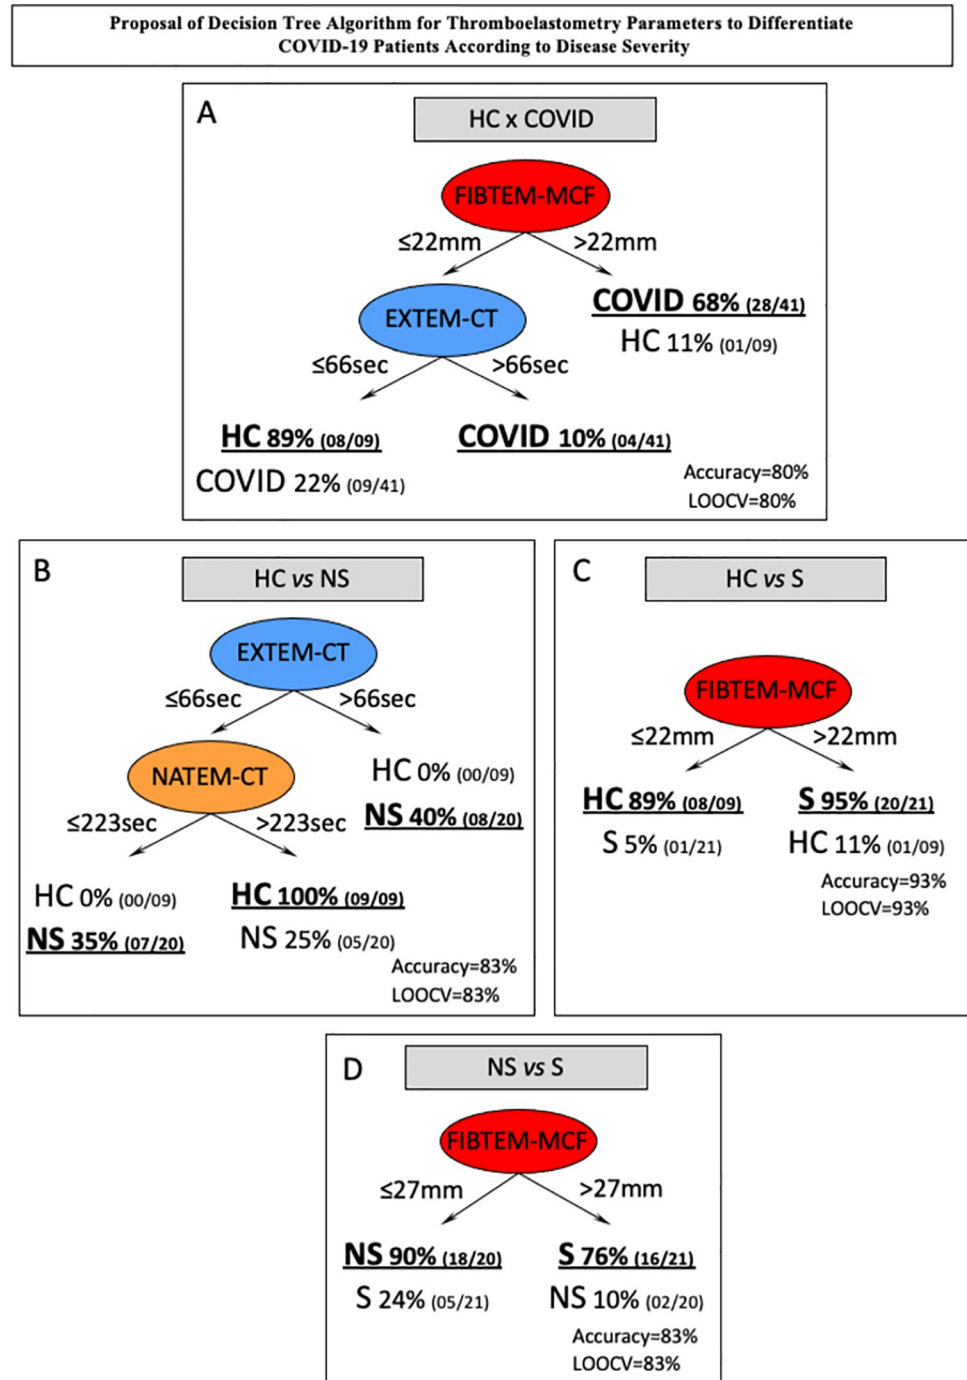 Proposal of Decision Tree Algorithm for Thromboelastometry Parameters to Differentiate
COVID-19 Patients According to Disease Severity
A
HC x COVID
FIBTEM-MCF
≤22mm >22mm
EXTEM-CT
COVID 68% (28/41)
HC 11% (01/09)
≤66sec >66sec
HC 89% (08/09) COVID 10% (04/41)
COVID 22% (09/41)
Accuracy=80%
LOOCV=80%
B
HC vs NS
EXTEM-CT
≤66sec >66sec
NATEM-CT
HC 0% (00/09)
NS 40% (08/20)
≤223sec >223sec
HC 0% (00/09) HC 100% (09/09)
NS 35% (07/20) NS 25% (05/20)
Accuracy=83%
LOOCV=83%
C
HC vs S
FIBTEM-MCF
≤22mm >22mm
HC 89% (08/09) S 95% (20/21)
S 5% (01/21) HC 11% (01/09)
Accuracy=93%
LOOCV=93%
D
NS vs S
FIBTEM-MCF
≤27mm >27mm
NS 90% (18/20) S 76% (16/21)
S 24% (05/21) NS 10% (02/20)
Accuracy=83%
LOOCV=83%